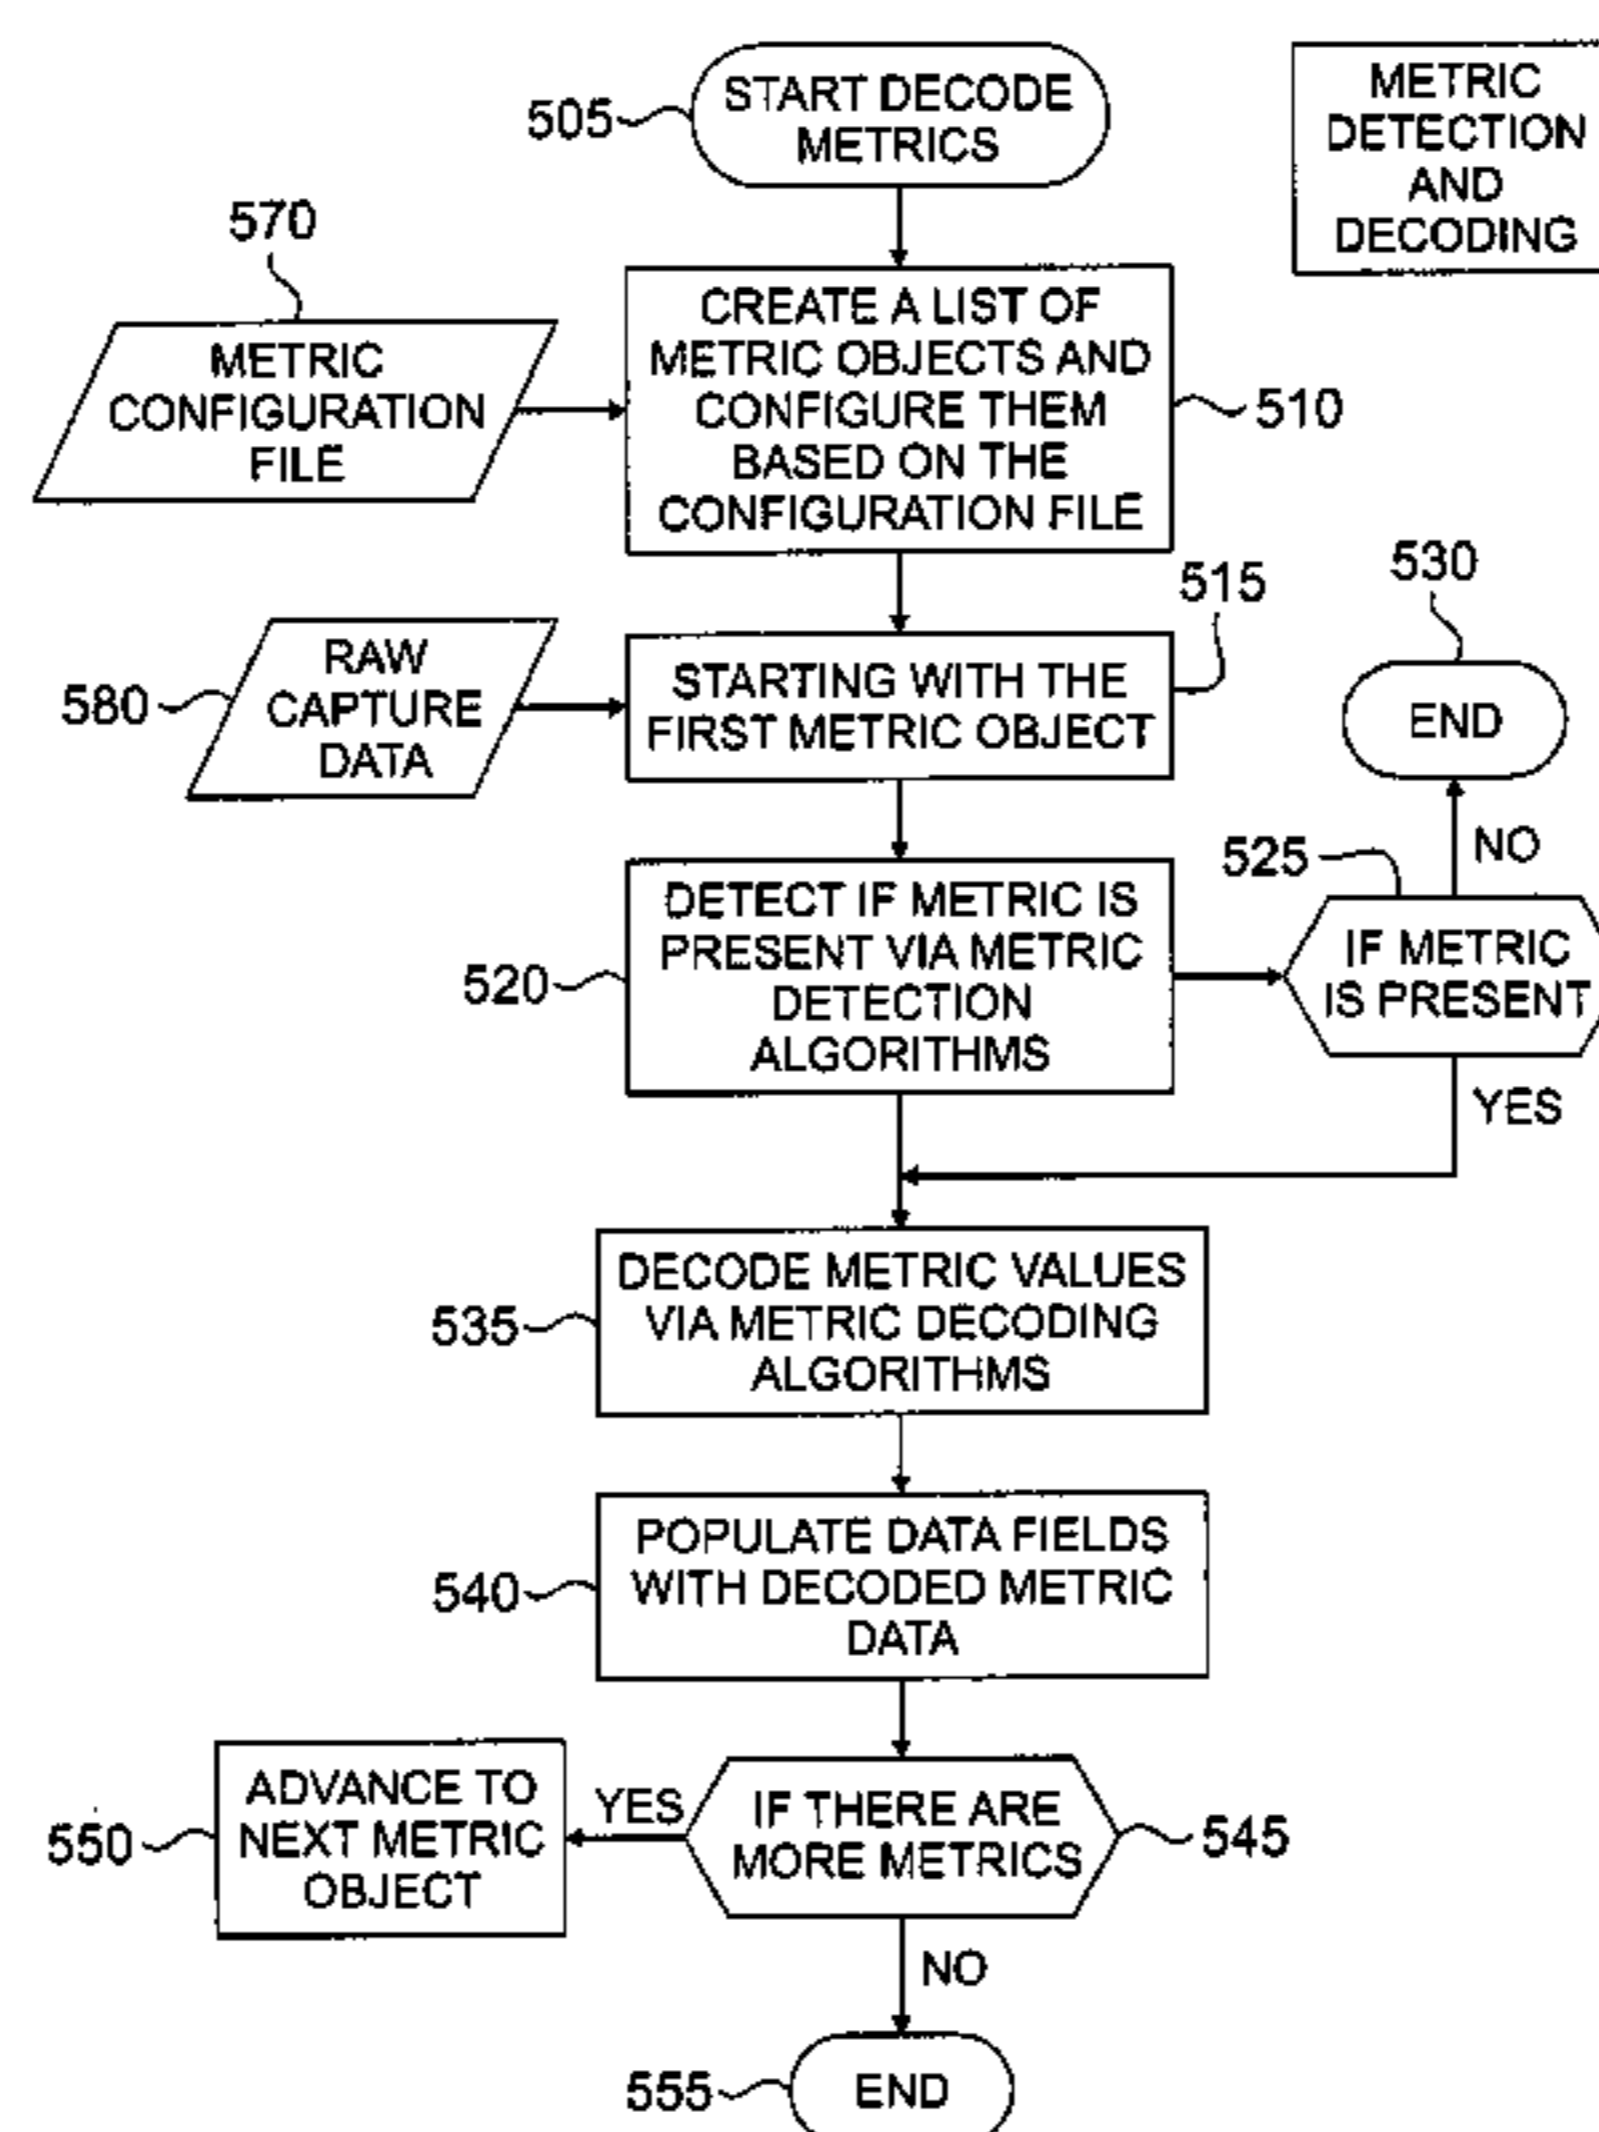 505
START DECODE
METRICS
METRIC
DETECTION
AND
DECODING
570
METRIC
CONFIGURATION
FILE
CREATE A LIST OF
METRIC OBJECTS AND
CONFIGURE THEM
BASED ON THE
CONFIGURATION FILE
510
580
RAW
CAPTURE
DATA
STARTING WITH THE
FIRST METRIC OBJECT
515
530
END
NO
520
DETECT IF METRIC IS
PRESENT VIA METRIC
DETECTION
ALGORITHMS
525
IF METRIC
IS PRESENT
YES
535
DECODE METRIC VALUES
VIA METRIC DECODING
ALGORITHMS
540
POPULATE DATA FIELDS
WITH DECODED METRIC
DATA
550
ADVANCE TO
NEXT METRIC
OBJECT
YES
IF THERE ARE
MORE METRICS
545
NO
555
END